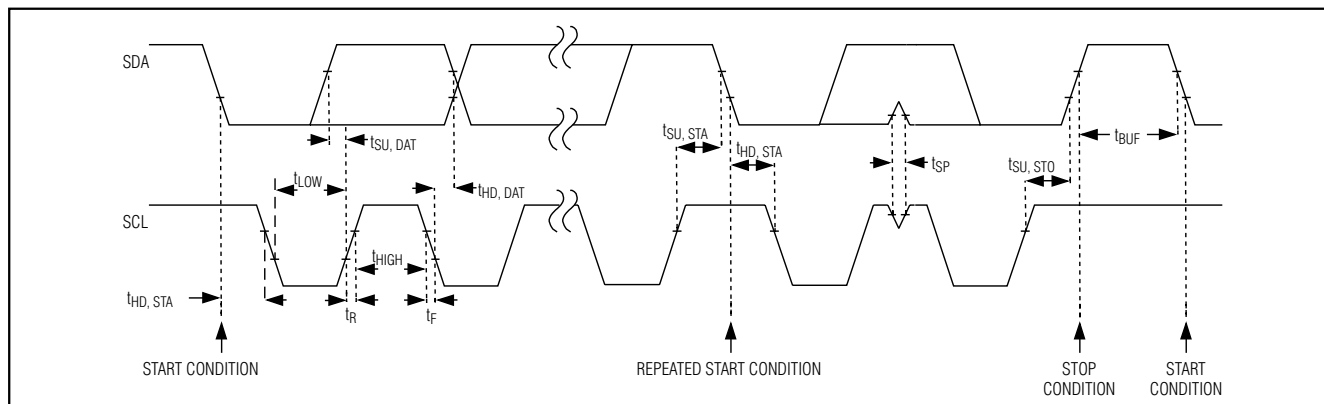 SDA
tSU, DAT
tLOW
tHD, DAT
tSU, STA
tHD, STA
tSP
tSU, STO
tBUF
SCL
tHIGH
tHD, STA
tR
tF
START CONDITION
REPEATED START CONDITION
STOP
CONDITION
START
CONDITION